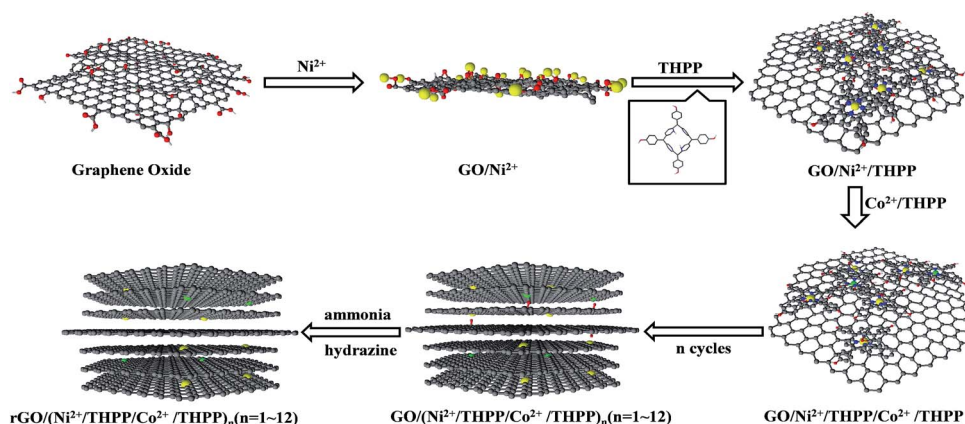 Ni²⁺
THPP
Graphene Oxide
GO/Ni²⁺
GO/Ni²⁺/THPP
Co²⁺/THPP
ammonia
hydrazine
n cycles
rGO/(Ni²⁺/THPP/Co²⁺ /THPP)ₙ(n=1~12)
GO/(Ni²⁺/THPP/Co²⁺ /THPP)ₙ(n=1~12)
GO/Ni²⁺/THPP/Co²⁺ /THPP